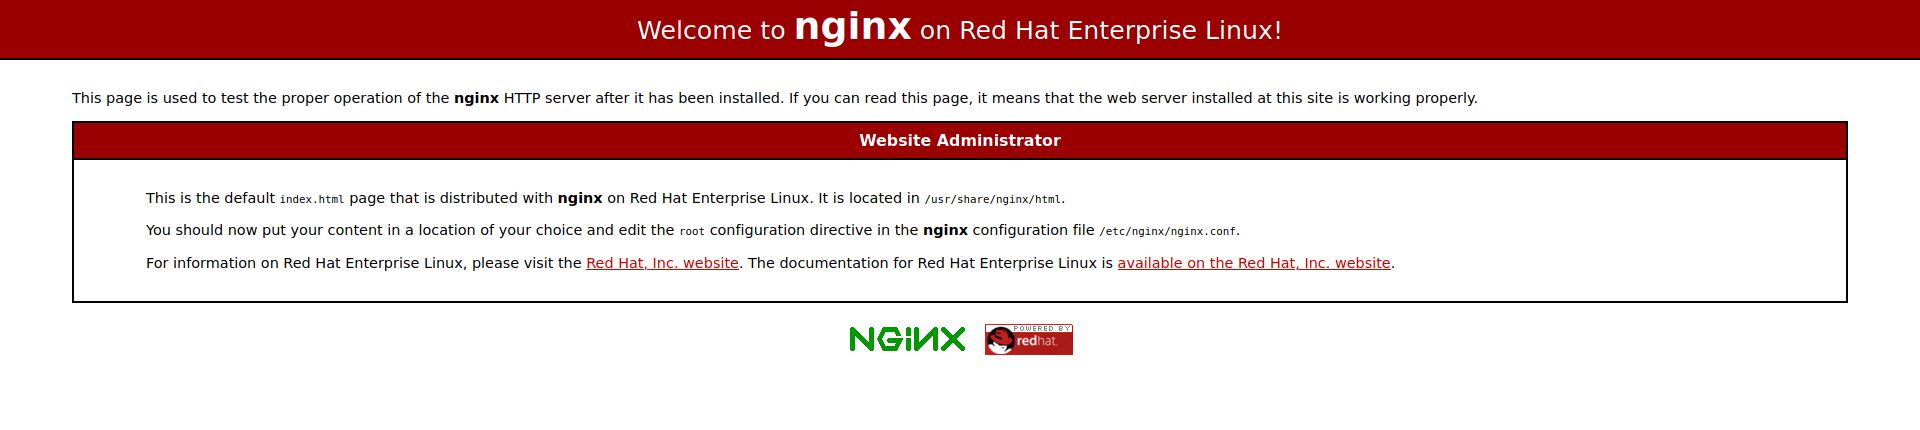 Welcome to nginx on Red Hat Enterprise Linux!
This page is used to test the proper operation of the nginx HTTP server after it has been installed. If you can read this page, it means that the web server installed at this site is working properly.
Website Administrator
This is the default index.html page that is distributed with nginx on Red Hat Enterprise Linux. It is located in /usr/share/nginx/html.
You should now put your content in a location of your choice and edit the root configuration directive in the nginx configuration file /etc/nginx/nginx.conf.
For information on Red Hat Enterprise Linux, please visit the Red Hat, Inc. website. The documentation for Red Hat Enterprise Linux is available on the Red Hat, Inc. website.
NGiNX
POWERED BY
redhat.